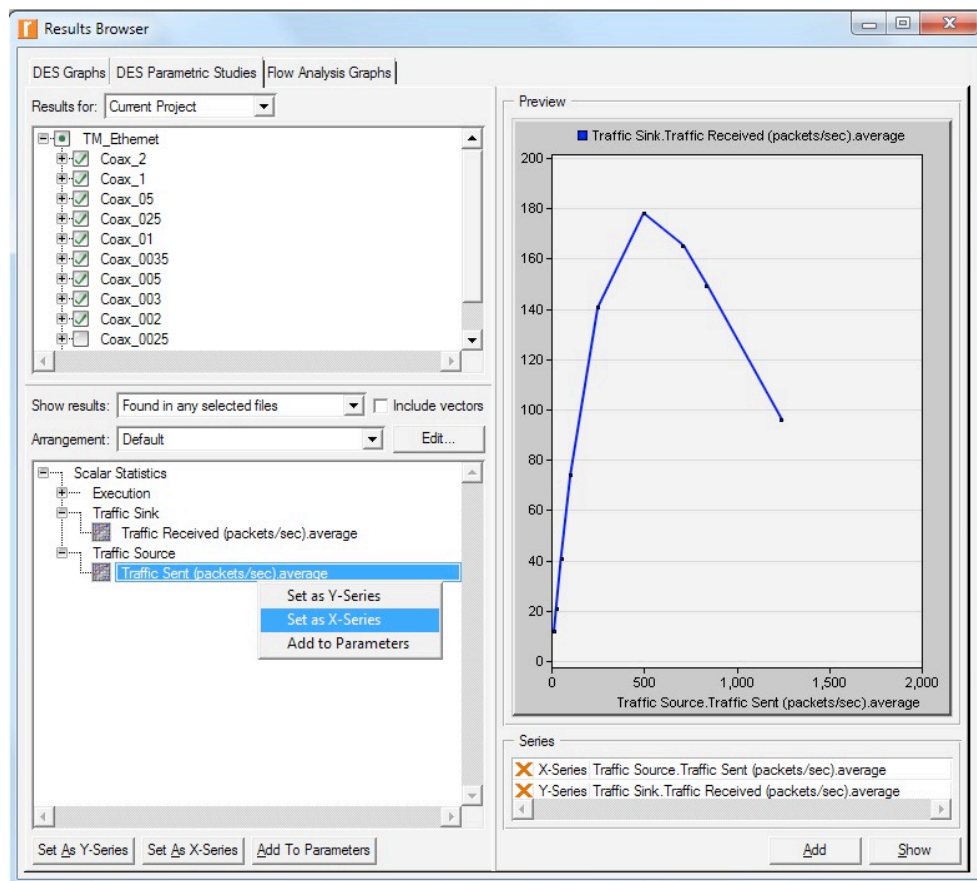 Results Browser
DES Graphs DES Parametric Studies Flow Analysis Graphs
Results for: Current Project
TM_Ethernet
Coax_2
Coax_1
Coax_05
Coax_025
Coax_01
Coax_0035
Coax_005
Coax_003
Coax_002
Coax_0025
Show results: Found in any selected files Include vectors
Arrangement: Default Edit...
Scalar Statistics
Execution
Traffic Sink
Traffic Received (packets/sec).average
Traffic Source
Traffic Sent (packets/sec).average
Set as Y-Series
Set as X-Series
Add to Parameters
Set As Y-Series Set As X-Series Add To Parameters
Preview
Traffic Sink.Traffic Received (packets/sec).average
200
180
160
140
120
100
80
60
40
20
0
0 500 1,000 1,500 2,000
Traffic Source.Traffic Sent (packets/sec).average
Series
X-Series Traffic Source.Traffic Sent (packets/sec).average
Y-Series Traffic Sink.Traffic Received (packets/sec).average
Add Show